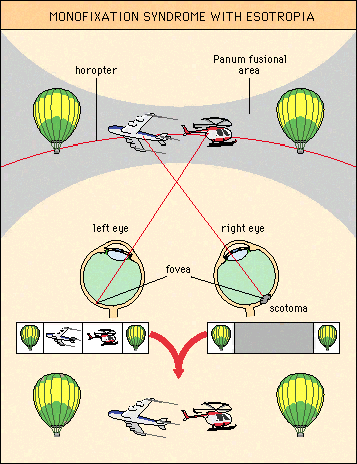 MONOFIXATION SYNDROME WITH ESOTROPIA
horopter
Panum fusional
area
left eye
right eye
fovea
scotoma